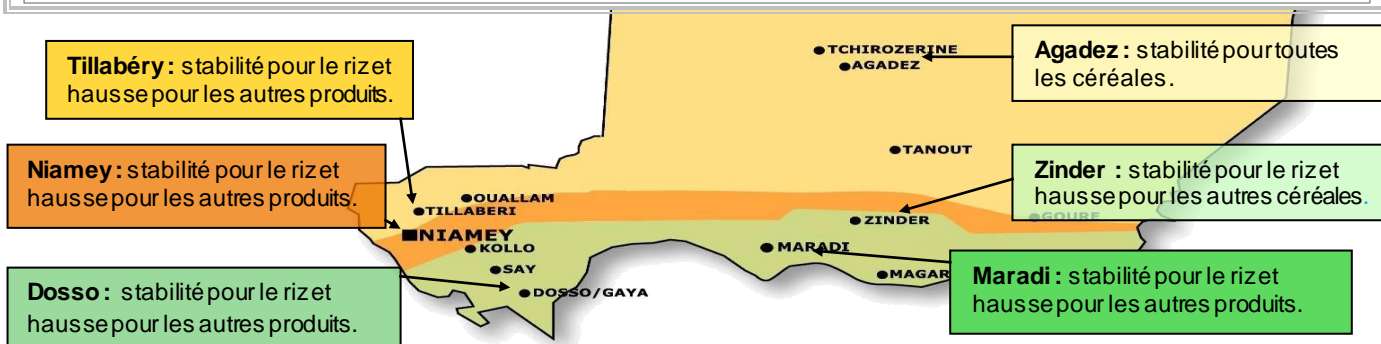 Tillabéry : stabilité pour le riz et
hausse pour les autres produits.
TCHIROZERINE
AGADEZ
Agadez : stabilité pour toutes
les céréales.
Niamey : stabilité pour le riz et
hausse pour les autres produits.
TANOUT
Zinder : stabilité pour le riz et
hausse pour les autres céréales.
OUALLAM
TILLABERI
ZINDER
GOURE
NIAMEY
KOLLO
MARADI
SAY
MAGAR
Dosso : stabilité pour le riz et
hausse pour les autres produits.
DOSSO/GAYA
Maradi : stabilité pour le riz et
hausse pour les autres produits.